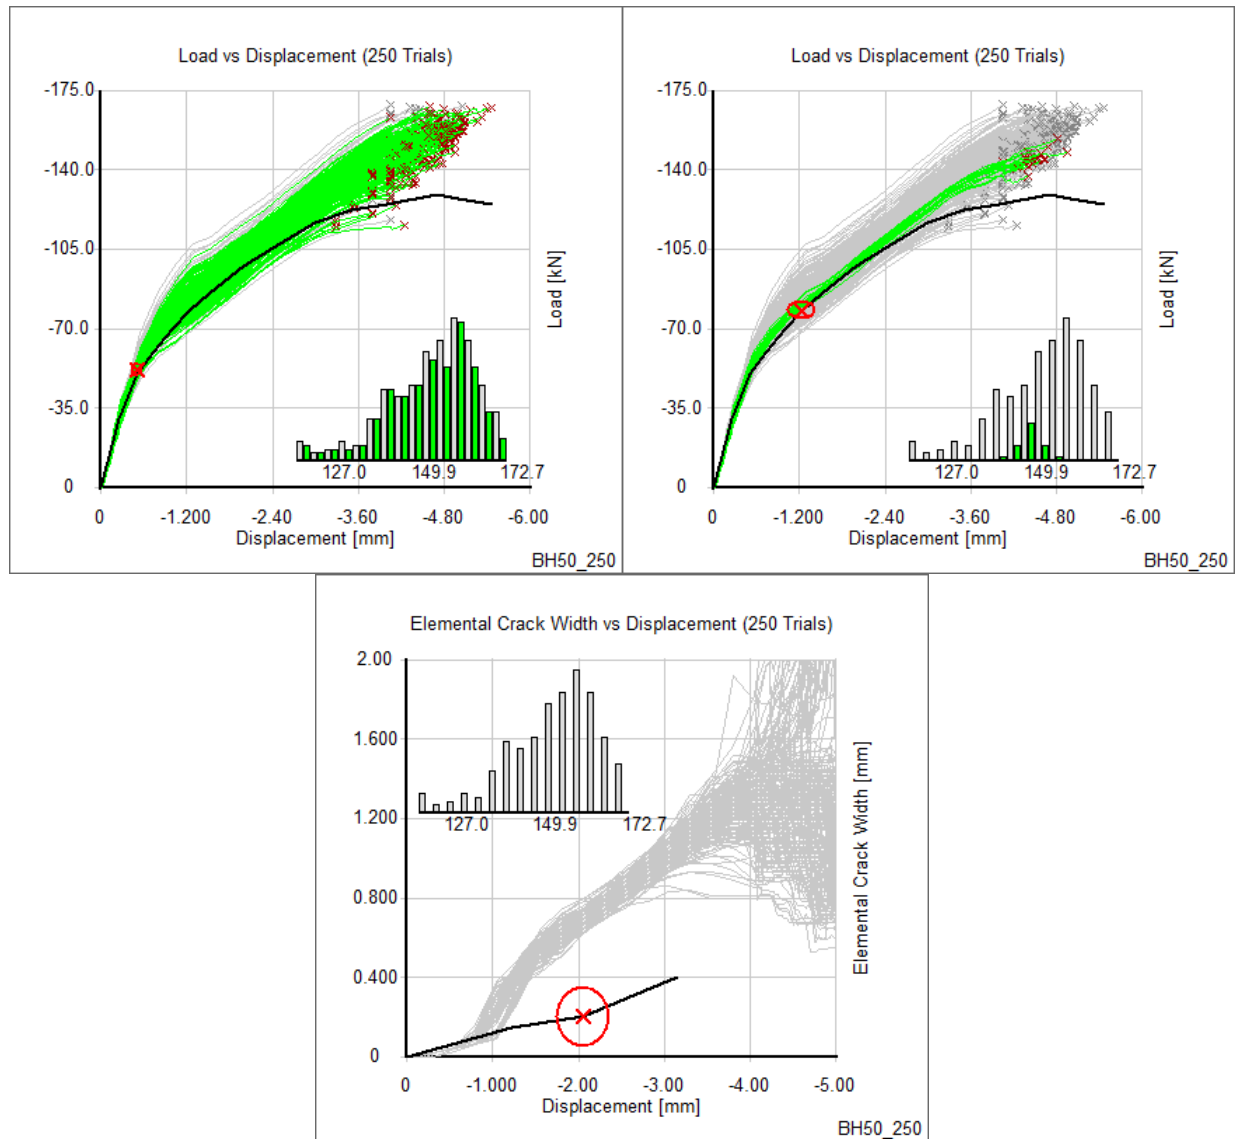 Load vs Displacement (250 Trials)
-175.0
-140.0
-105.0
-70.0
-35.0
0
Load [kN]
127.0 149.9 172.7
0 -1.200 -2.40 -3.60 -4.80 -6.00
Displacement [mm]
BH50_250
Load vs Displacement (250 Trials)
-175.0
-140.0
-105.0
-70.0
-35.0
0
Load [kN]
127.0 149.9 172.7
0 -1.200 -2.40 -3.60 -4.80 -6.00
Displacement [mm]
BH50_250
Elemental Crack Width vs Displacement (250 Trials)
2.00
1.600
1.200
0.800
0.400
0
127.0 149.9 172.7
Elemental Crack Width [mm]
0 -1.000 -2.00 -3.00 -4.00 -5.00
Displacement [mm]
BH50_250